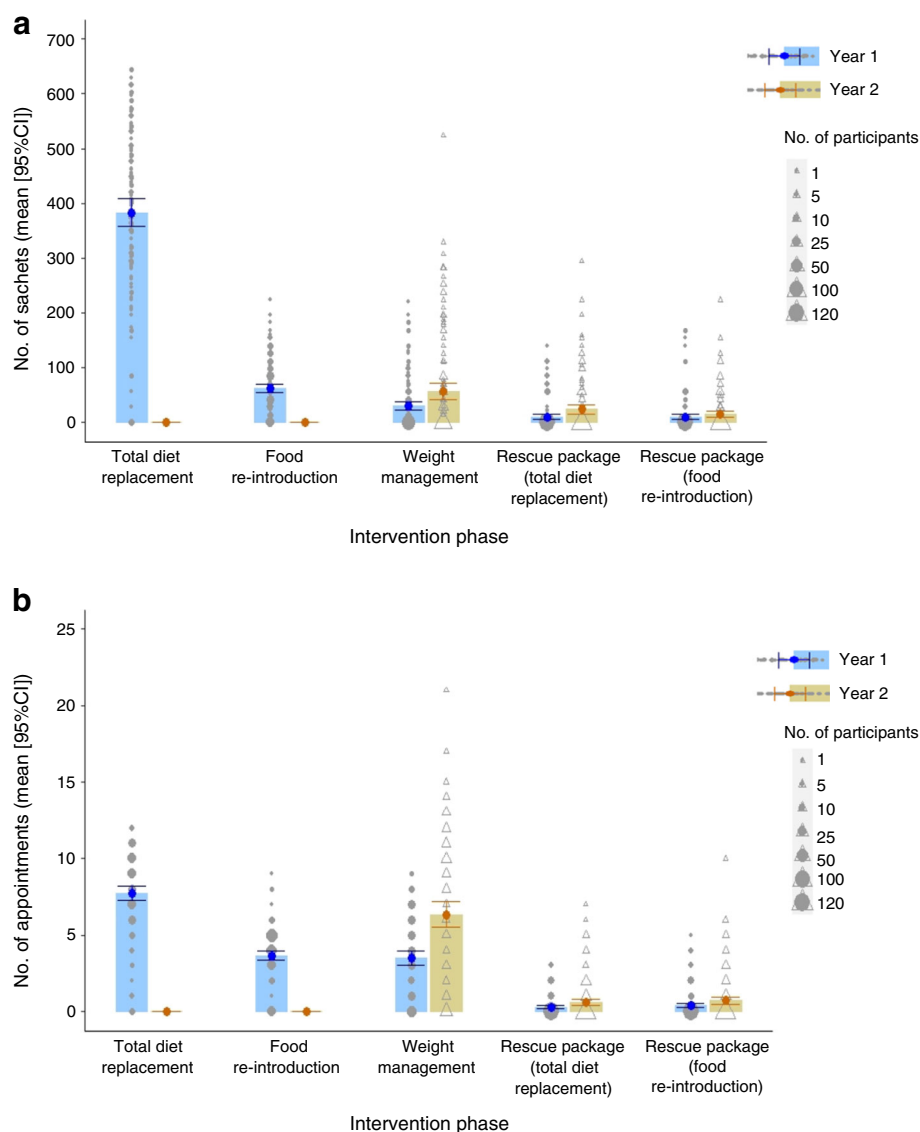 a
No. of sachets (mean [95%CI])
700
600
500
400
300
200
100
0
Total diet
replacement
Food
re-introduction
Weight
management
Rescue package
(total diet
replacement)
Rescue package
(food
re-introduction)
Intervention phase
Year 1
Year 2
No. of participants
1
5
10
25
50
100
120
b
No. of appointments (mean [95%CI])
25
20
15
10
5
0
Total diet
replacement
Food
re-introduction
Weight
management
Rescue package
(total diet
replacement)
Rescue package
(food
re-introduction)
Intervention phase
Year 1
Year 2
No. of participants
1
5
10
25
50
100
120